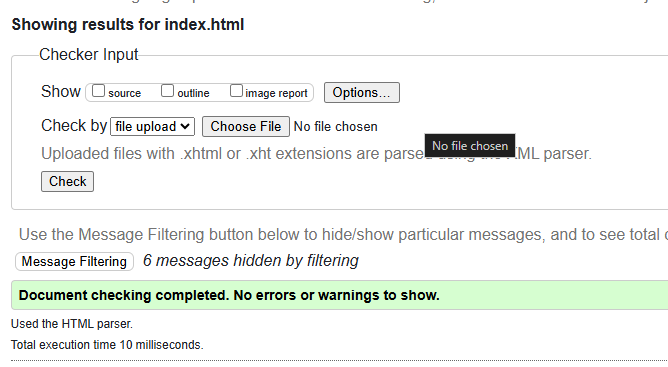 Showing results for index.html
Checker Input
Show source outline image report Options...
Check by file upload Choose File No file chosen
No file chosen
Uploaded files with .xhtml or .xht extensions are parsed using the HTML parser.
Check
Use the Message Filtering button below to hide/show particular messages, and to see total
Message Filtering 6 messages hidden by filtering
Document checking completed. No errors or warnings to show.
Used the HTML parser.
Total execution time 10 milliseconds.